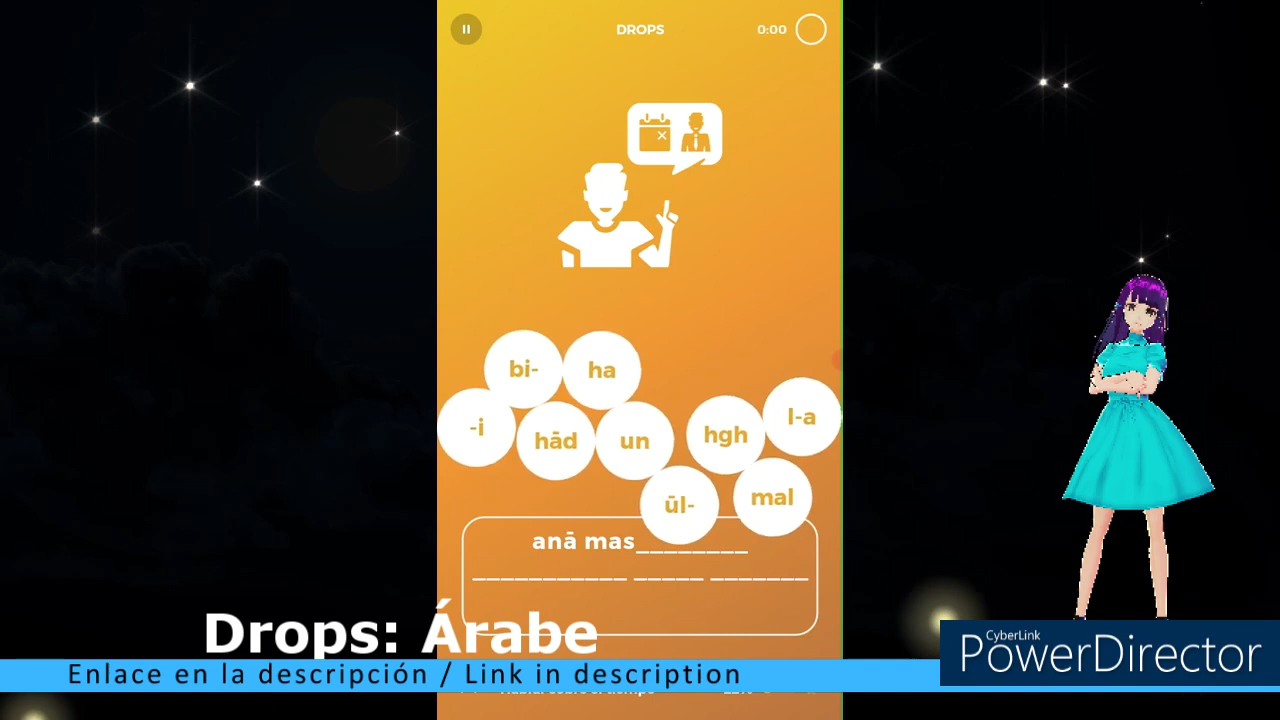 DROPS
0:00
bi-
ha
-i
hād
un
hgh
l-a
ūl-
mal
anā mas________
___________ _____ _______
Drops: Árabe
Enlace en la descripción / Link in description
CyberLink
PowerDirector